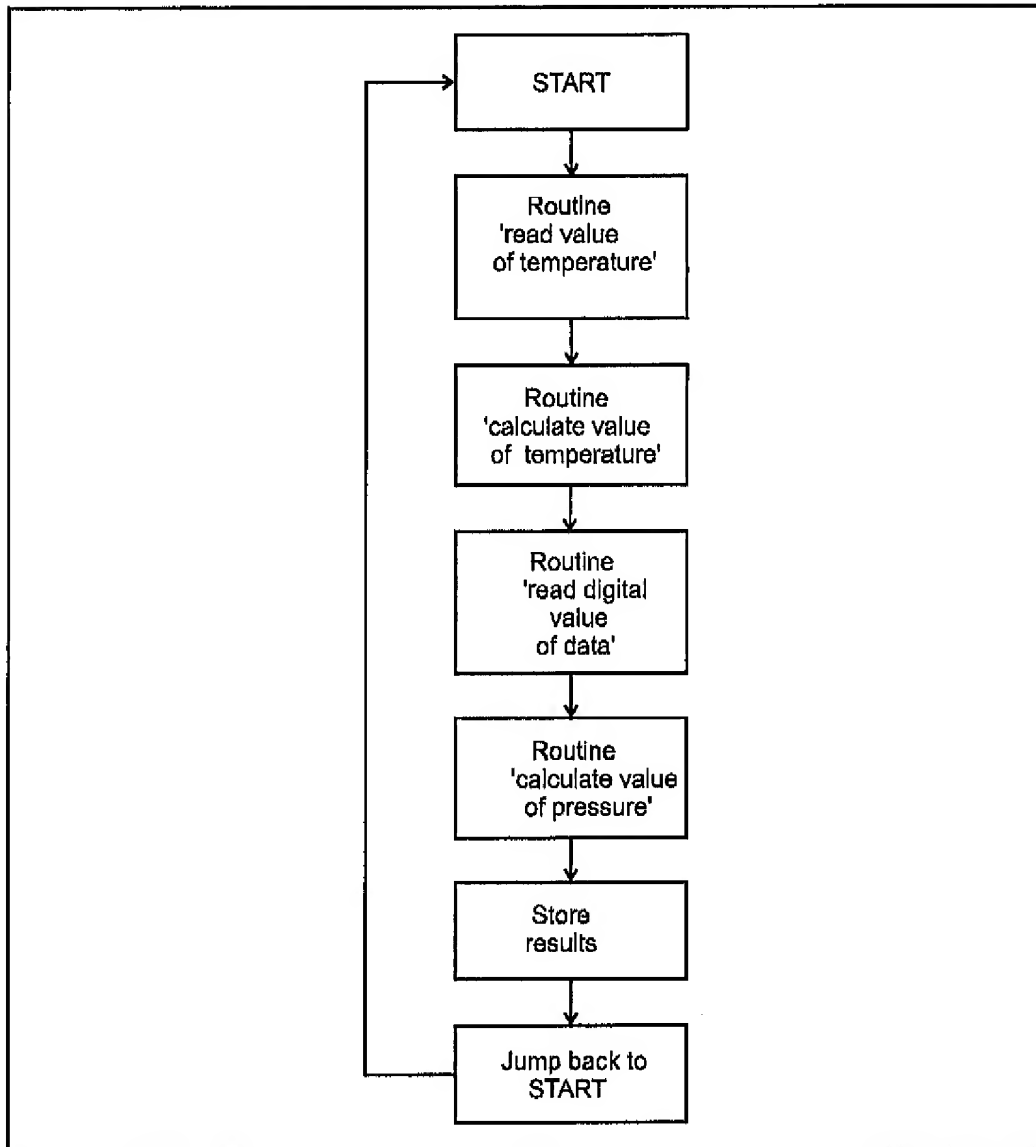 START
Routine
'read value
of temperature'
Routine
'calculate value
of temperature'
Routine
'read digital
value
of data'
Routine
'calculate value
of pressure'
Store
results
Jump back to
START